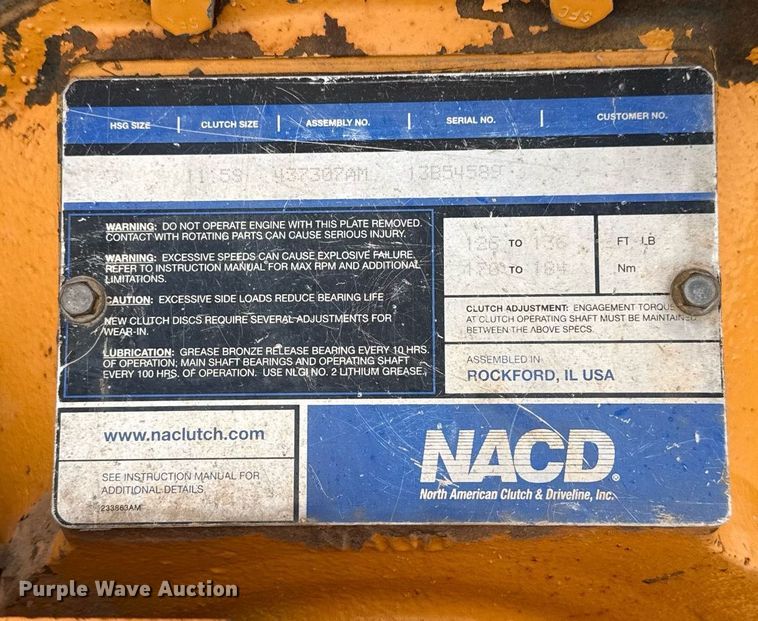 SFC
SFC
HSG SIZE | CLUTCH SIZE | ASSEMBLY NO. | SERIAL NO. | CUSTOMER NO.
3 11.5S 437307AM 13B54589
WARNING: DO NOT OPERATE ENGINE WITH THIS PLATE REMOVED.
CONTACT WITH ROTATING PARTS CAN CAUSE SERIOUS INJURY.
WARNING: EXCESSIVE SPEEDS CAN CAUSE EXPLOSIVE FAILURE.
REFER TO INSTRUCTION MANUAL FOR MAX RPM AND ADDITIONAL
LIMITATIONS.
CAUTION: EXCESSIVE SIDE LOADS REDUCE BEARING LIFE
NEW CLUTCH DISCS REQUIRE SEVERAL ADJUSTMENTS FOR
WEAR-IN.
LUBRICATION: GREASE BRONZE RELEASE BEARING EVERY 10 HRS.
OF OPERATION; MAIN SHAFT BEARINGS AND OPERATING SHAFT
EVERY 100 HRS. OF OPERATION. USE NLGI NO. 2 LITHIUM GREASE.
126 TO 136 FT LB
170 TO 184 Nm
CLUTCH ADJUSTMENT: ENGAGEMENT TORQUE
AT CLUTCH OPERATING SHAFT MUST BE MAINTAINED
BETWEEN THE ABOVE SPECS.
ASSEMBLED IN
ROCKFORD, IL USA
www.naclutch.com
SEE INSTRUCTION MANUAL FOR
ADDITIONAL DETAILS
233863AM
NACD®
North American Clutch & Driveline, Inc.
Purple Wave Auction